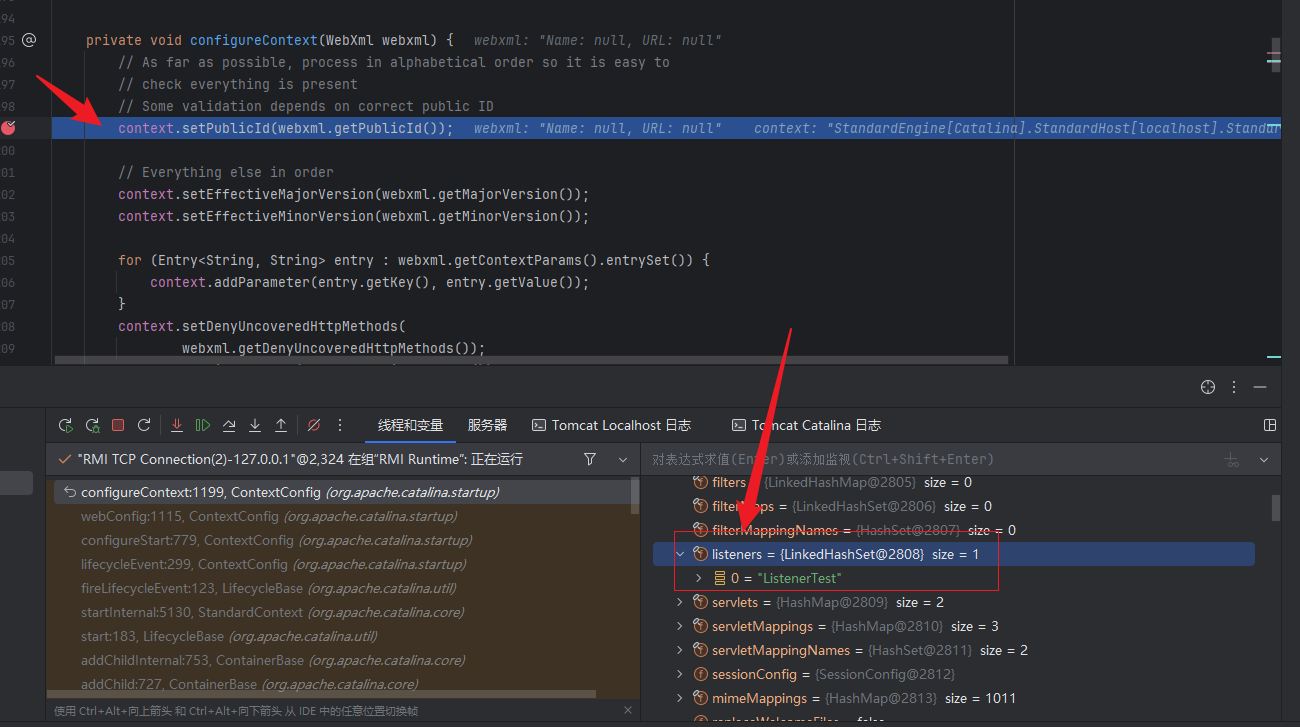 94
95 private void configureContext(WebXml webxml) { webxml: "Name: null, URL: null"
96 // As far as possible, process in alphabetical order so it is easy to
97 // check everything is present
98 // Some validation depends on correct public ID
context.setPublicId(webxml.getPublicId()); webxml: "Name: null, URL: null" context: "StandardEngine[Catalina].StandardHost[localhost].Standar
00
01 // Everything else in order
02 context.setEffectiveMajorVersion(webxml.getMajorVersion());
03 context.setEffectiveMinorVersion(webxml.getMinorVersion());
04
05 for (Entry<String, String> entry : webxml.getContextParams().entrySet()) {
06 context.addParameter(entry.getKey(), entry.getValue());
07 }
08 context.setDenyUncoveredHttpMethods(
09 webxml.getDenyUncoveredHttpMethods());
线程和变量 服务器 Tomcat Localhost 日志 Tomcat Catalina 日志
"RMI TCP Connection(2)-127.0.0.1"@2,324 在组"RMI Runtime": 正在运行
对表达式求值(Enter)或添加监视(Ctrl+Shift+Enter)
configureContext:1199, ContextConfig (org.apache.catalina.startup)
webConfig:1115, ContextConfig (org.apache.catalina.startup)
configureStart:779, ContextConfig (org.apache.catalina.startup)
lifecycleEvent:299, ContextConfig (org.apache.catalina.startup)
fireLifecycleEvent:123, LifecycleBase (org.apache.catalina.util)
startInternal:5130, StandardContext (org.apache.catalina.core)
start:183, LifecycleBase (org.apache.catalina.util)
addChildInternal:753, ContainerBase (org.apache.catalina.core)
addChild:727, ContainerBase (org.apache.catalina.core)
使用 Ctrl+Alt+向上箭头 和 Ctrl+Alt+向下箭头 从 IDE 中的任意位置切换帧
filters = {LinkedHashMap@2805} size = 0
= {LinkedHashSet@2806} size = 0
filterMappingNames = {HashSet@2807} size = 0
listeners = {LinkedHashSet@2808} size = 1
0 = "ListenerTest"
servlets = {HashMap@2809} size = 2
servletMappings = {HashMap@2810} size = 3
servletMappingNames = {HashSet@2811} size = 2
sessionConfig = {SessionConfig@2812}
mimeMappings = {HashMap@2813} size = 1011